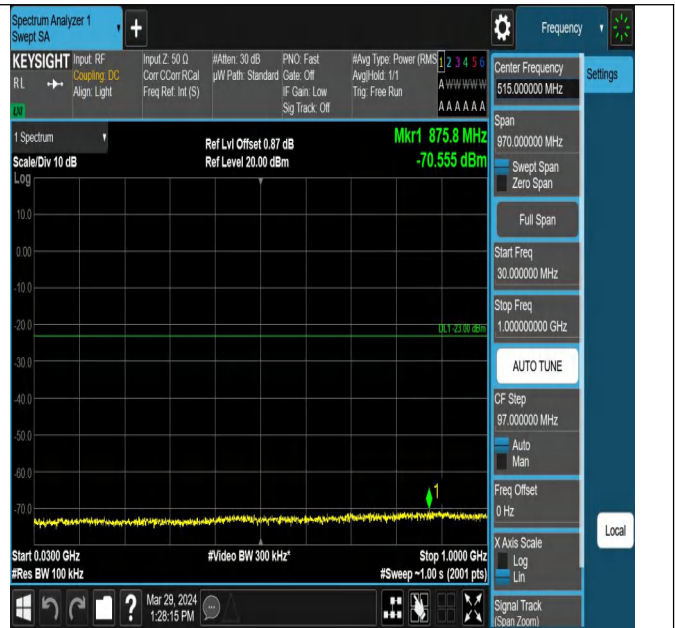 Spectrum Analyzer 1
Swept SA
Frequency
KEYSIGHT
RL
Input: RF
Coupling: DC
Align: Light
Input Z: 50 Ω
Corr CCorr RCal
Freq Ref: Int (S)
#Atten: 30 dB
µW Path: Standard
PNO: Fast
Gate: Off
IF Gain: Low
Sig Track: Off
#Avg Type: Power (RMS
Avg|Hold: 1/1
Trig: Free Run
1 2 3 4 5 6
A W W W W W
A A A A A A
LXI
1 Spectrum
Scale/Div 10 dB
Log
Ref Lvl Offset 0.87 dB
Ref Level 20.00 dBm
Mkr1 875.8 MHz
-70.555 dBm
10.0
0.00
-10.0
-20.0
DL1 -23.00 dBm
-30.0
-40.0
-50.0
-60.0
-70.0
1
Start 0.0300 GHz
#Res BW 100 kHz
#Video BW 300 kHz*
Stop 1.0000 GHz
#Sweep ~1.00 s (2001 pts)
Mar 29, 2024
1:28:15 PM
Center Frequency
515.000000 MHz
Settings
Span
970.000000 MHz
Swept Span
Zero Span
Full Span
Start Freq
30.000000 MHz
Stop Freq
1.000000000 GHz
AUTO TUNE
CF Step
97.000000 MHz
Auto
Man
Freq Offset
0 Hz
Local
X Axis Scale
Log
Lin
Signal Track
(Span Zoom)